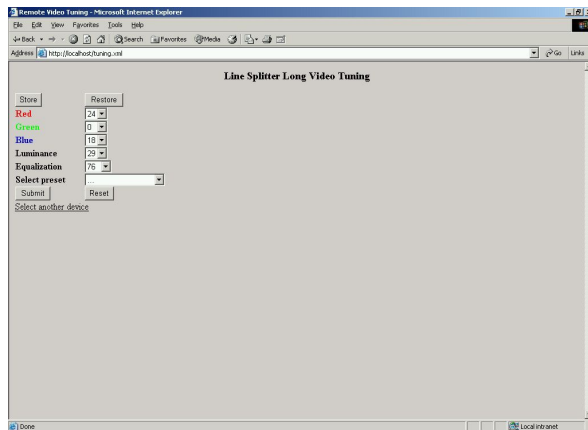 Remote Video Tuning - Microsoft Internet Explorer
File Edit View Favorites Tools Help
Back Search Favorites Media
Address http://localhost/tuning.xml Go Links
Line Splitter Long Video Tuning
Store Restore
Red 24
Green 0
Blue 18
Luminance 29
Equalization 76
Select preset ...
Submit Reset
Select another device
Done Local intranet